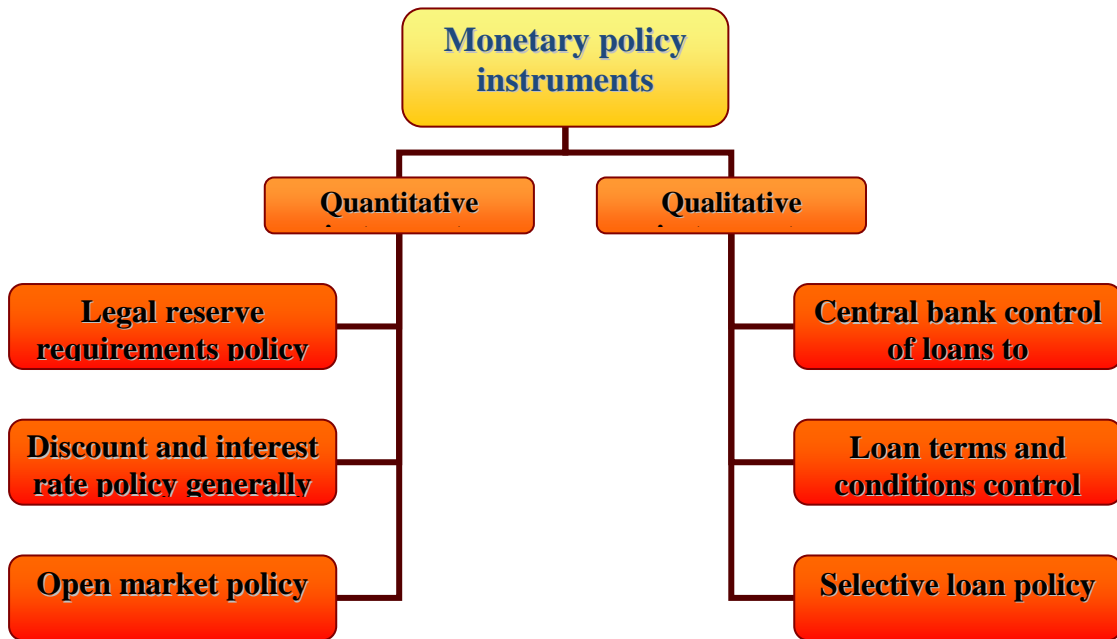 Monetary policy
instruments
Quantitative
Qualitative
Legal reserve
requirements policy
Central bank control
of loans to
Discount and interest
rate policy generally
Loan terms and
conditions control
Open market policy
Selective loan policy